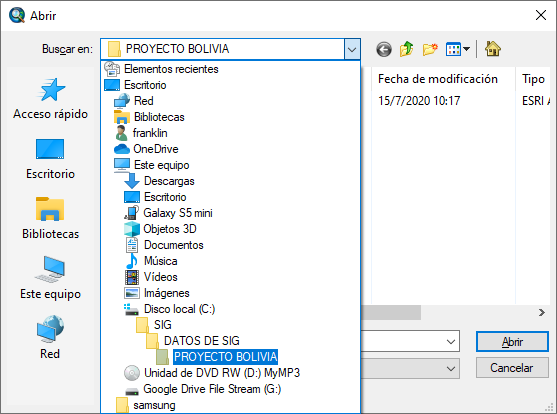 Abrir
Buscar en: PROYECTO BOLIVIA
Elementos recientes
Escritorio
Red
Bibliotecas
franklin
OneDrive
Este equipo
Descargas
Escritorio
Galaxy S5 mini
Objetos 3D
Documentos
Música
Vídeos
Imágenes
Disco local (C:)
SIG
DATOS DE SIG
PROYECTO BOLIVIA
Unidad de DVD RW (D:) MyMP3
Google Drive File Stream (G:)
samsung
Acceso rápido
Escritorio
Bibliotecas
Este equipo
Red
Fecha de modificación Tipo
15/7/2020 10:17 ESRI
Abrir
Cancelar